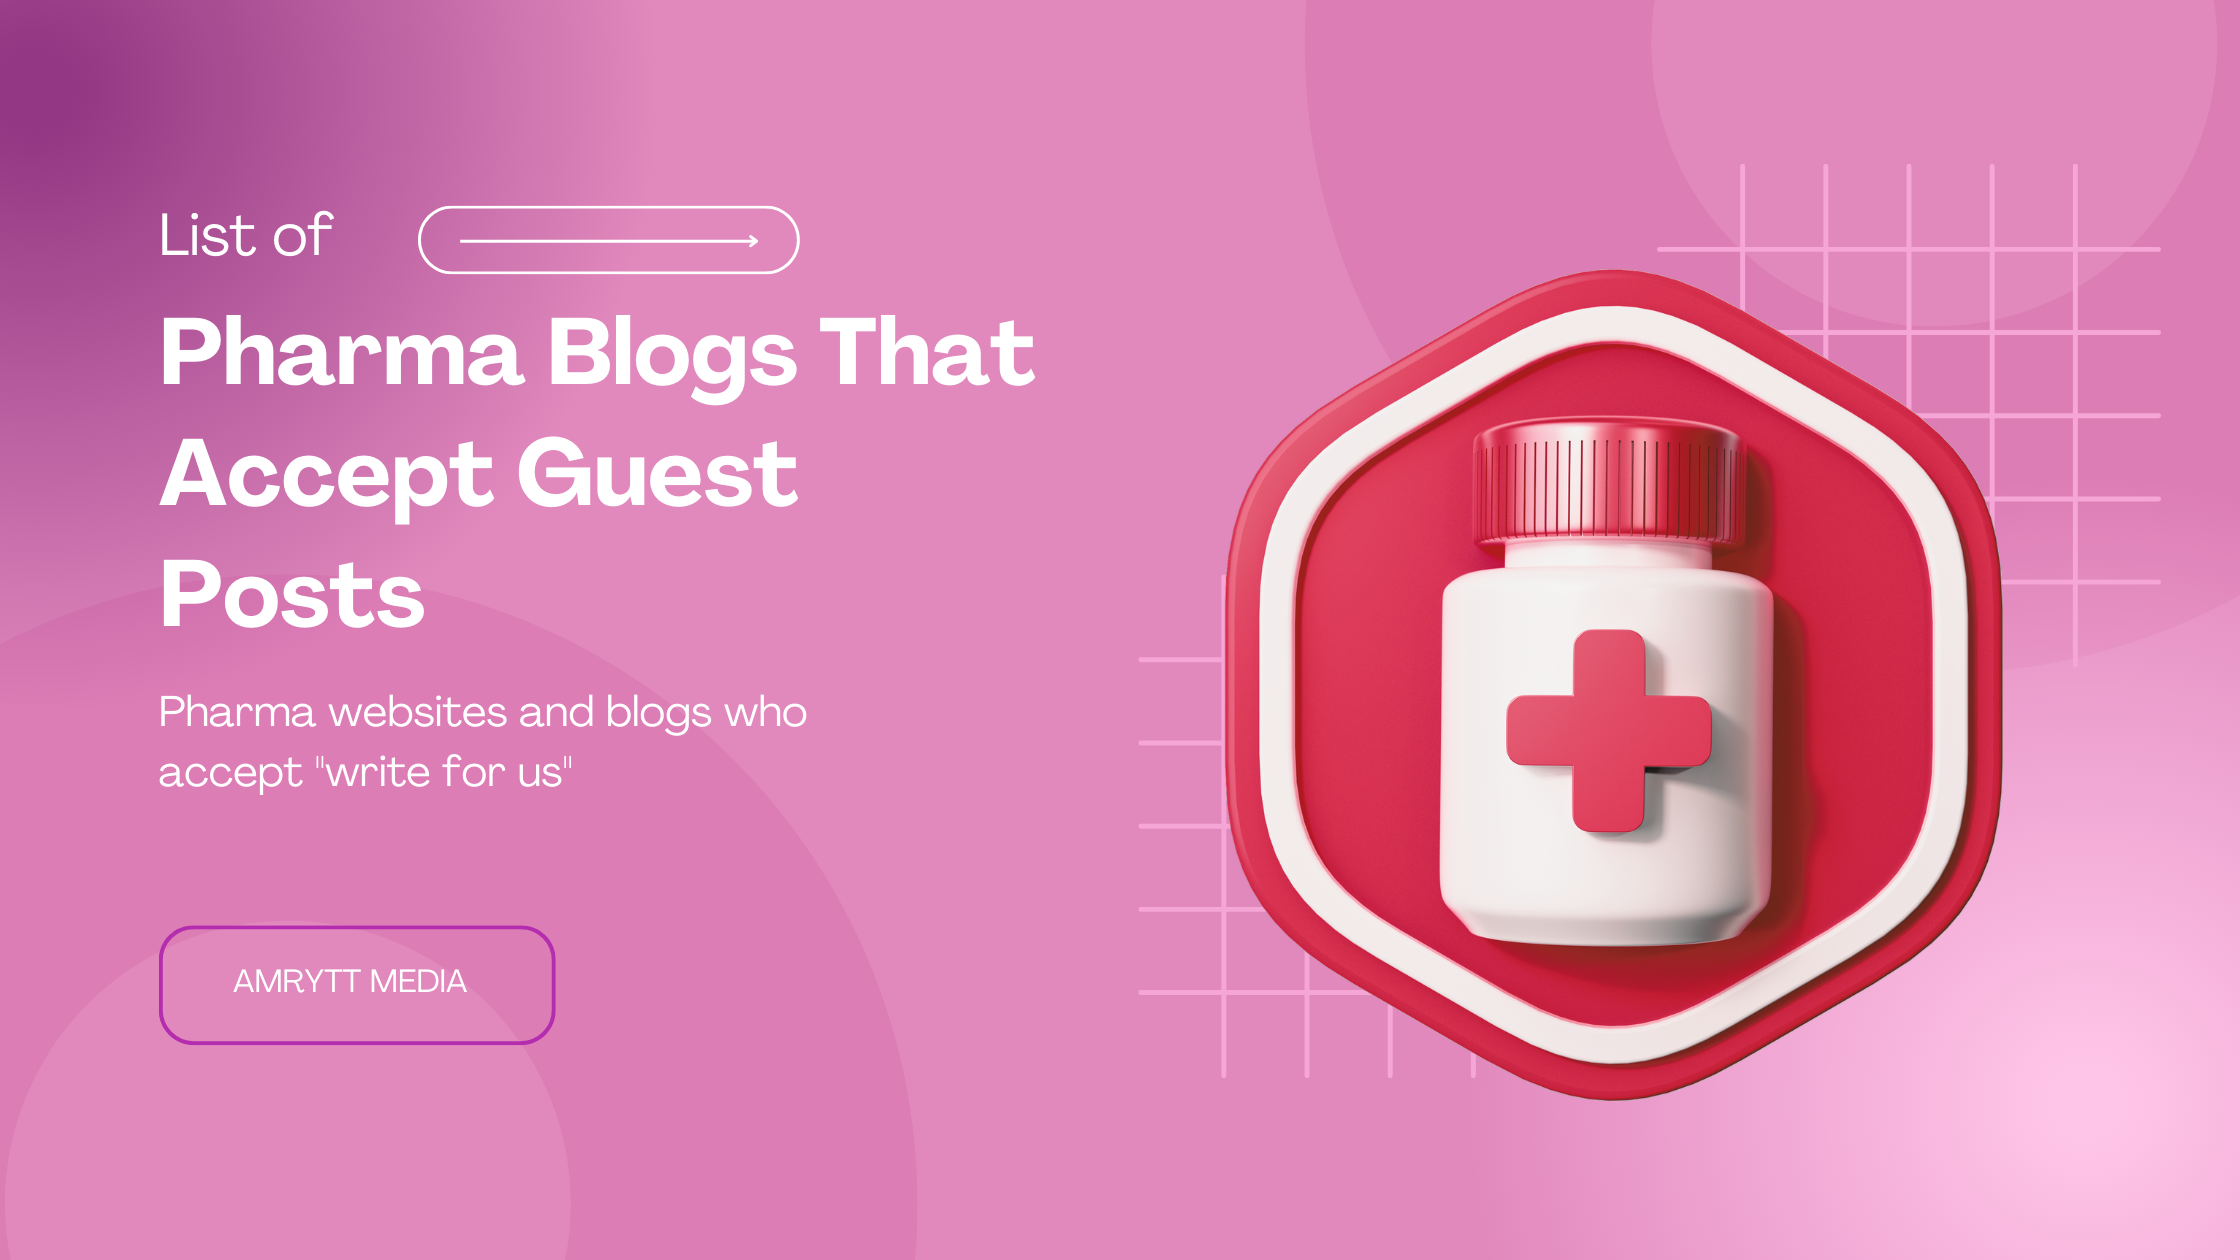 List of
Pharma Blogs That
Accept Guest
Posts
Pharma websites and blogs who
accept "write for us"
AMRYTT MEDIA